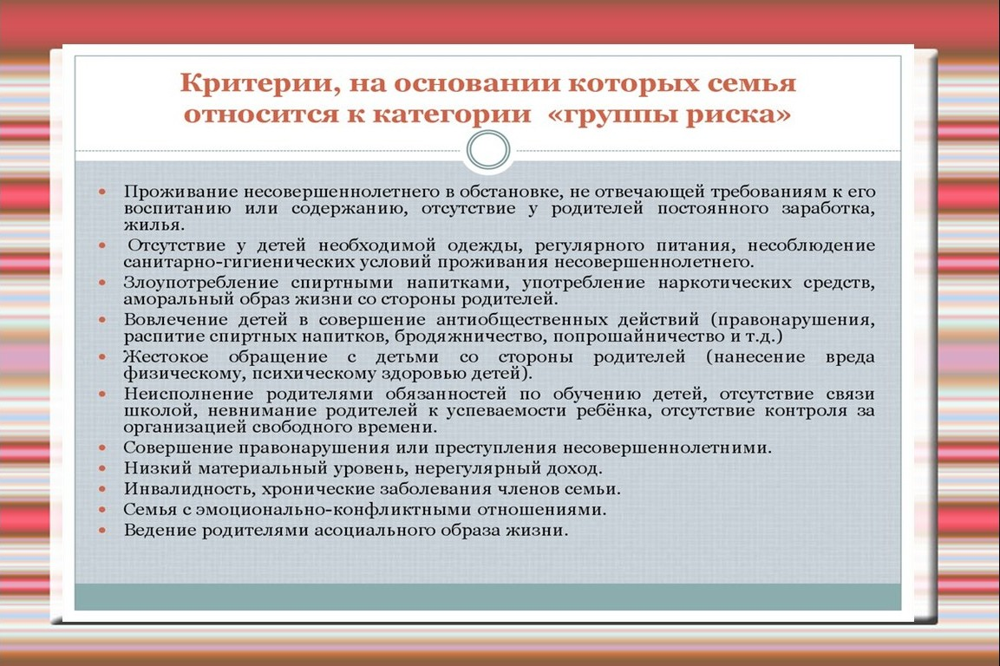 Критерии, на основании которых семья
относится к категории «группы риска»
• Проживание несовершеннолетнего в обстановке, не отвечающей требованиям к его
воспитанию или содержанию, отсутствие у родителей постоянного заработка,
жилья.
• Отсутствие у детей необходимой одежды, регулярного питания, несоблюдение
санитарно-гигиенических условий проживания несовершеннолетнего.
• Злоупотребление спиртными напитками, употребление наркотических средств,
аморальный образ жизни со стороны родителей.
• Вовлечение детей в совершение антиобщественных действий (правонарушения,
распитие спиртных напитков, бродяжничество, попрошайничество и т.д.)
• Жестокое обращение с детьми со стороны родителей (нанесение вреда
физическому, психическому здоровью детей).
• Неисполнение родителями обязанностей по обучению детей, отсутствие связи
школой, невнимание родителей к успеваемости ребёнка, отсутствие контроля за
организацией свободного времени.
• Совершение правонарушения или преступления несовершеннолетними.
• Низкий материальный уровень, нерегулярный доход.
• Инвалидность, хронические заболевания членов семьи.
• Семья с эмоционально-конфликтными отношениями.
• Ведение родителями асоциального образа жизни.